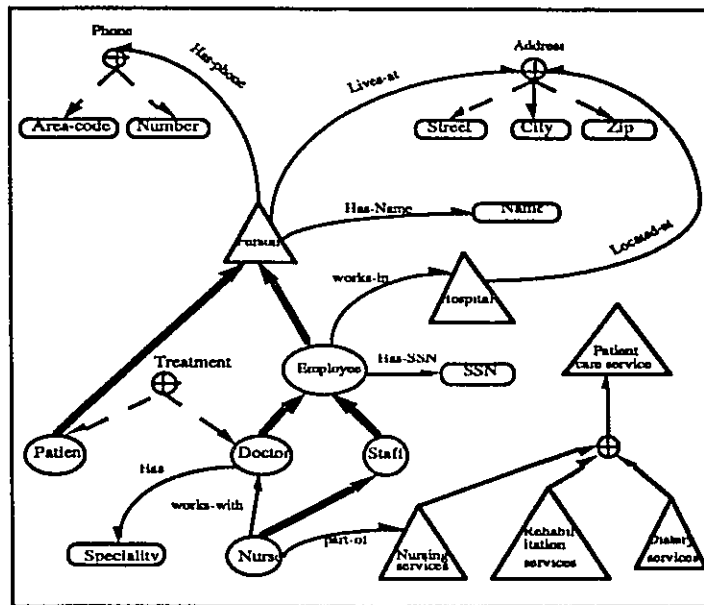 Phone
Has-phone
Address
Lives-at
Area-code
Number
Street
City
Zip
Has-Name
Name
Person
Located-at
works-in
Hospital
Treatment
Employee
Has-SSN
SSN
Patient
care service
Patien
Doctor
Staff
Has
works-with
Speciality
Nurse
part-of
Nursing
services
Rehabil
itation
services
Dietary
services